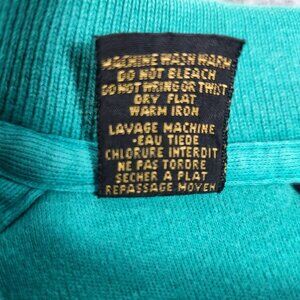 MACHINE WASH WARM
DO NOT BLEACH
DO NOT WRING OR TWIST
DRY FLAT
WARM IRON
LAVAGE MACHINE
-EAU TIEDE
CHLORURE INTERDIT
NE PAS TORDRE
SECHER A PLAT
REPASSAGE MOYEN